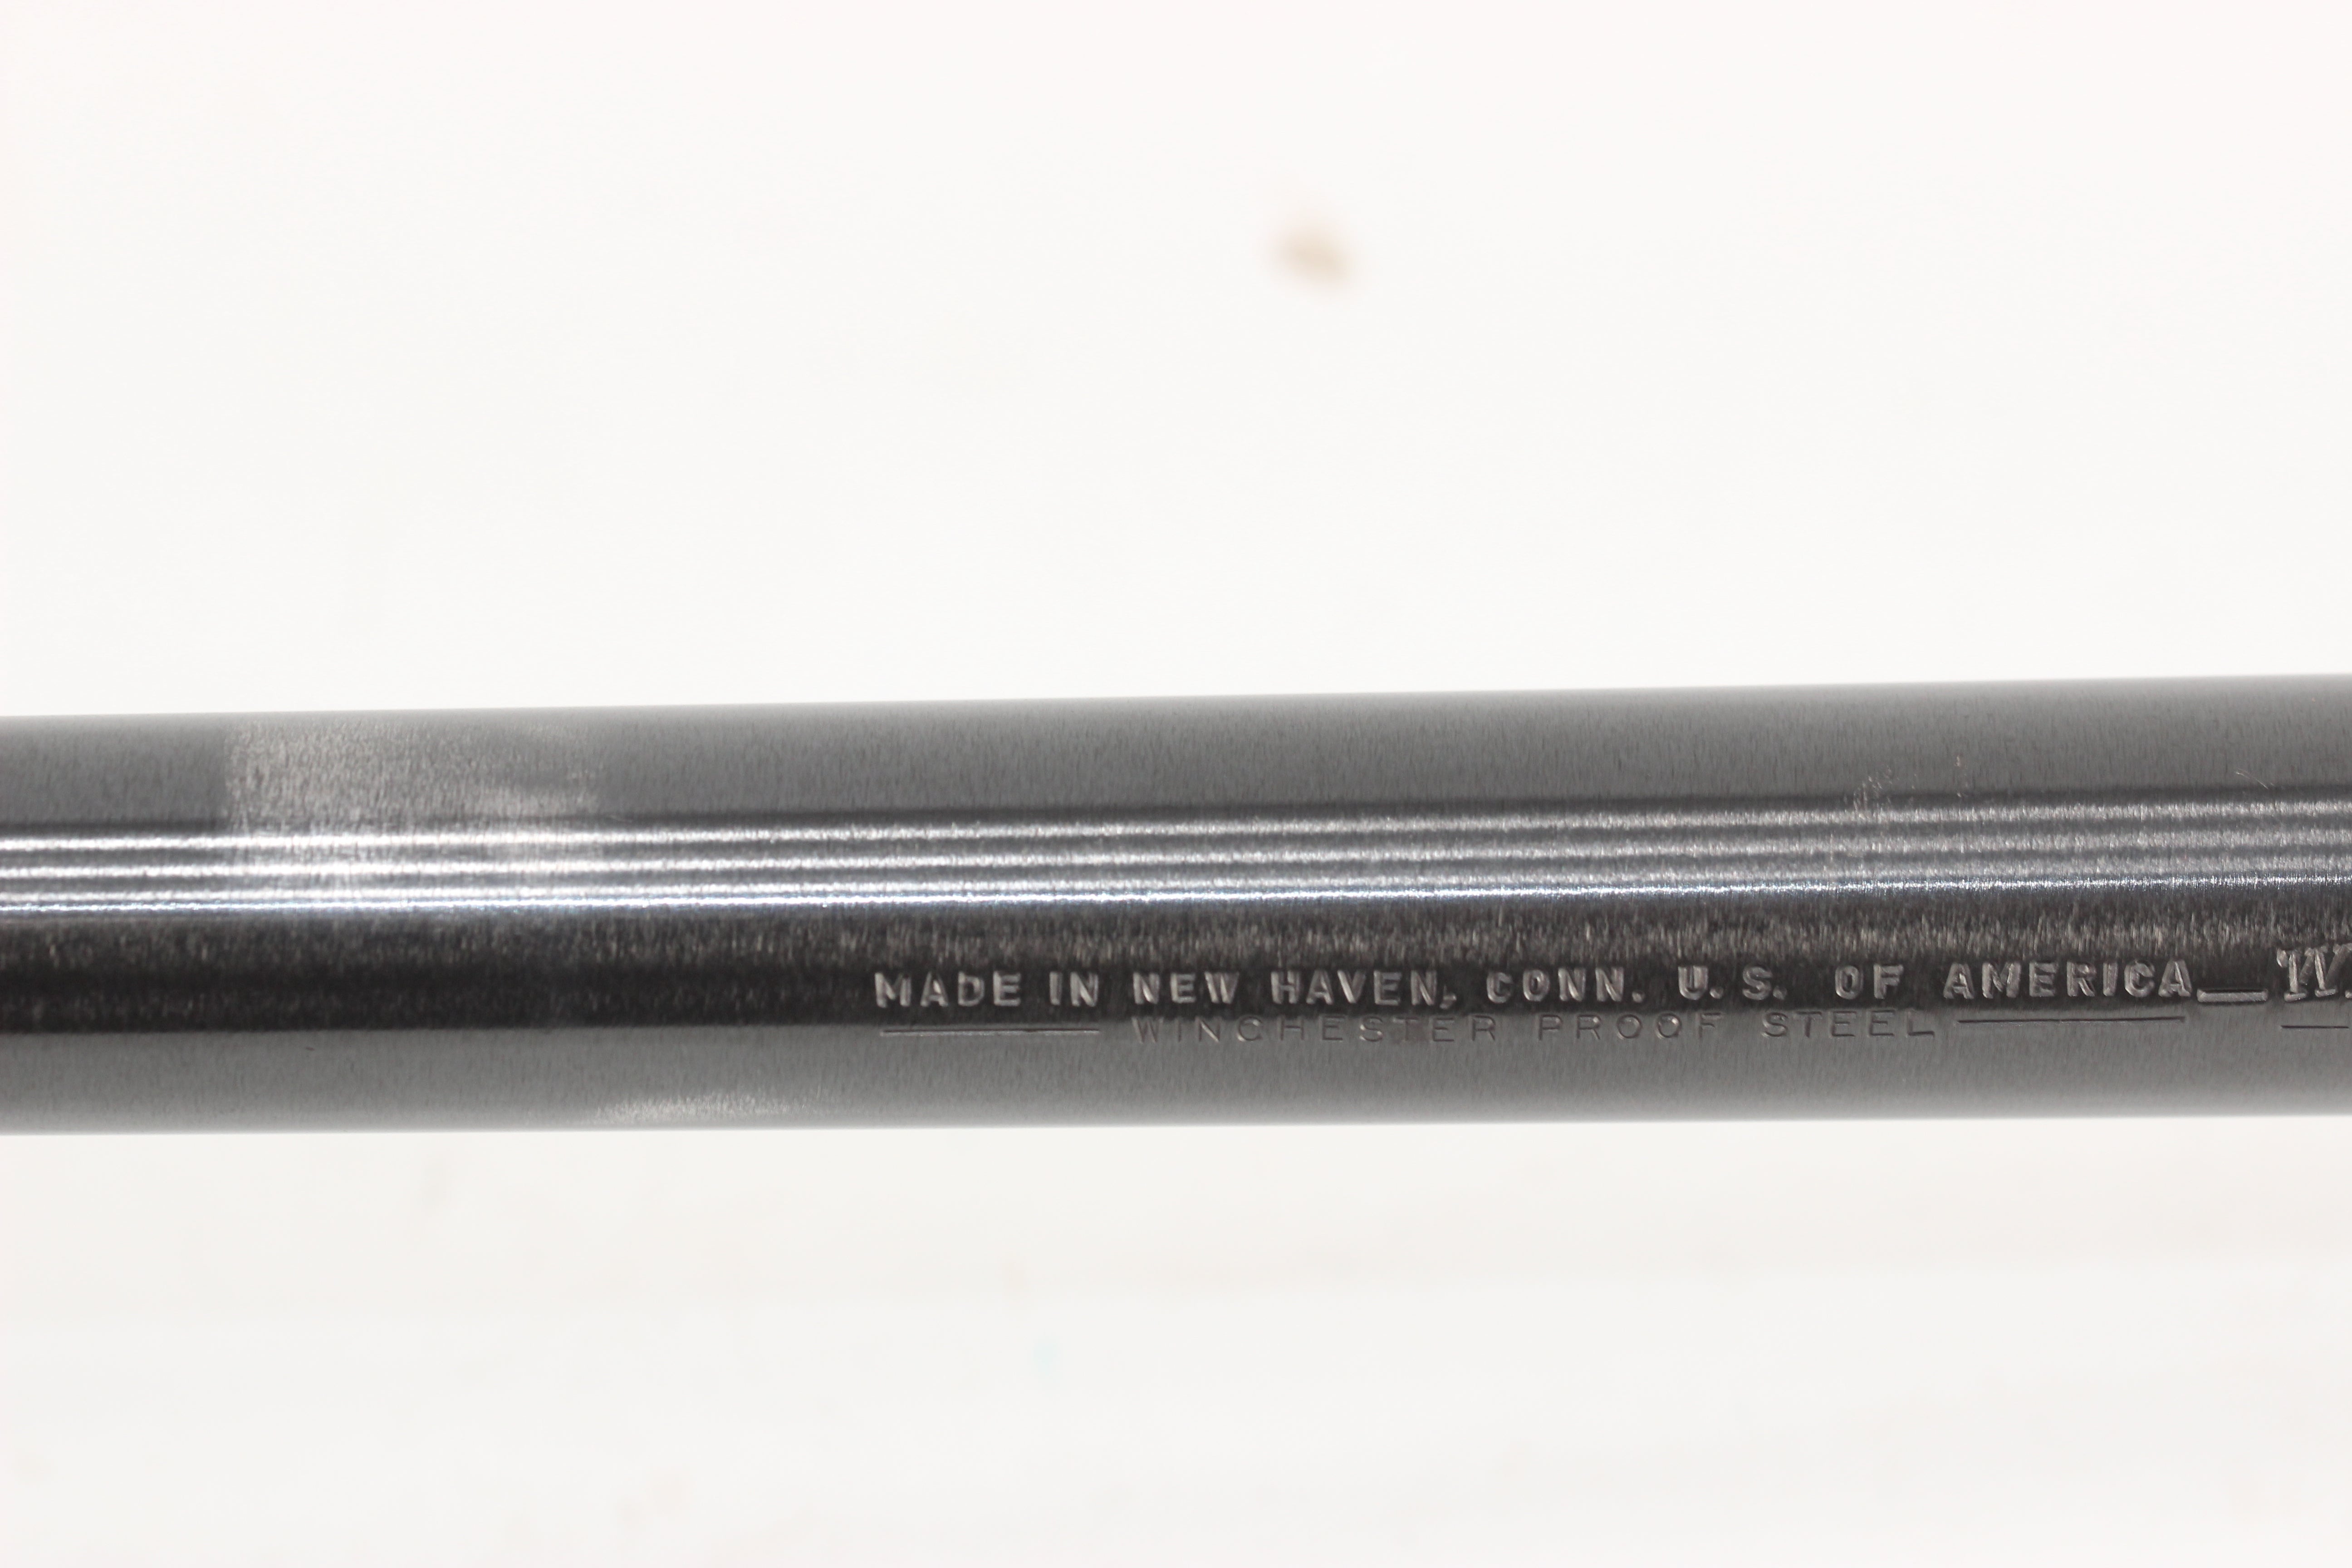 MADE IN NEW HAVEN, CONN. U.S. OF AMERICA—
WINCHESTER PROOF STEEL